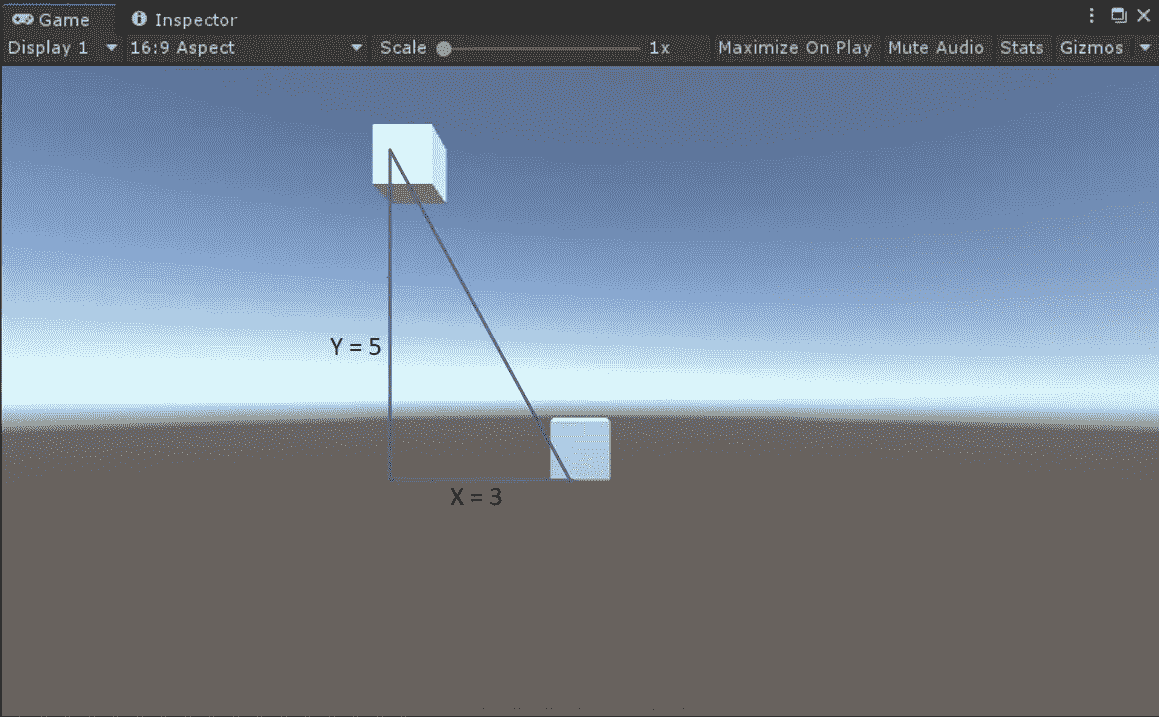 Game Inspector
Display 1 16:9 Aspect Scale 1x Maximize On Play Mute Audio Stats Gizmos
Y = 5
X = 3